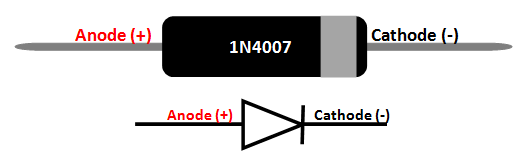 Anode (+)
1N4007
Cathode (-)
Anode (+)
Cathode (-)